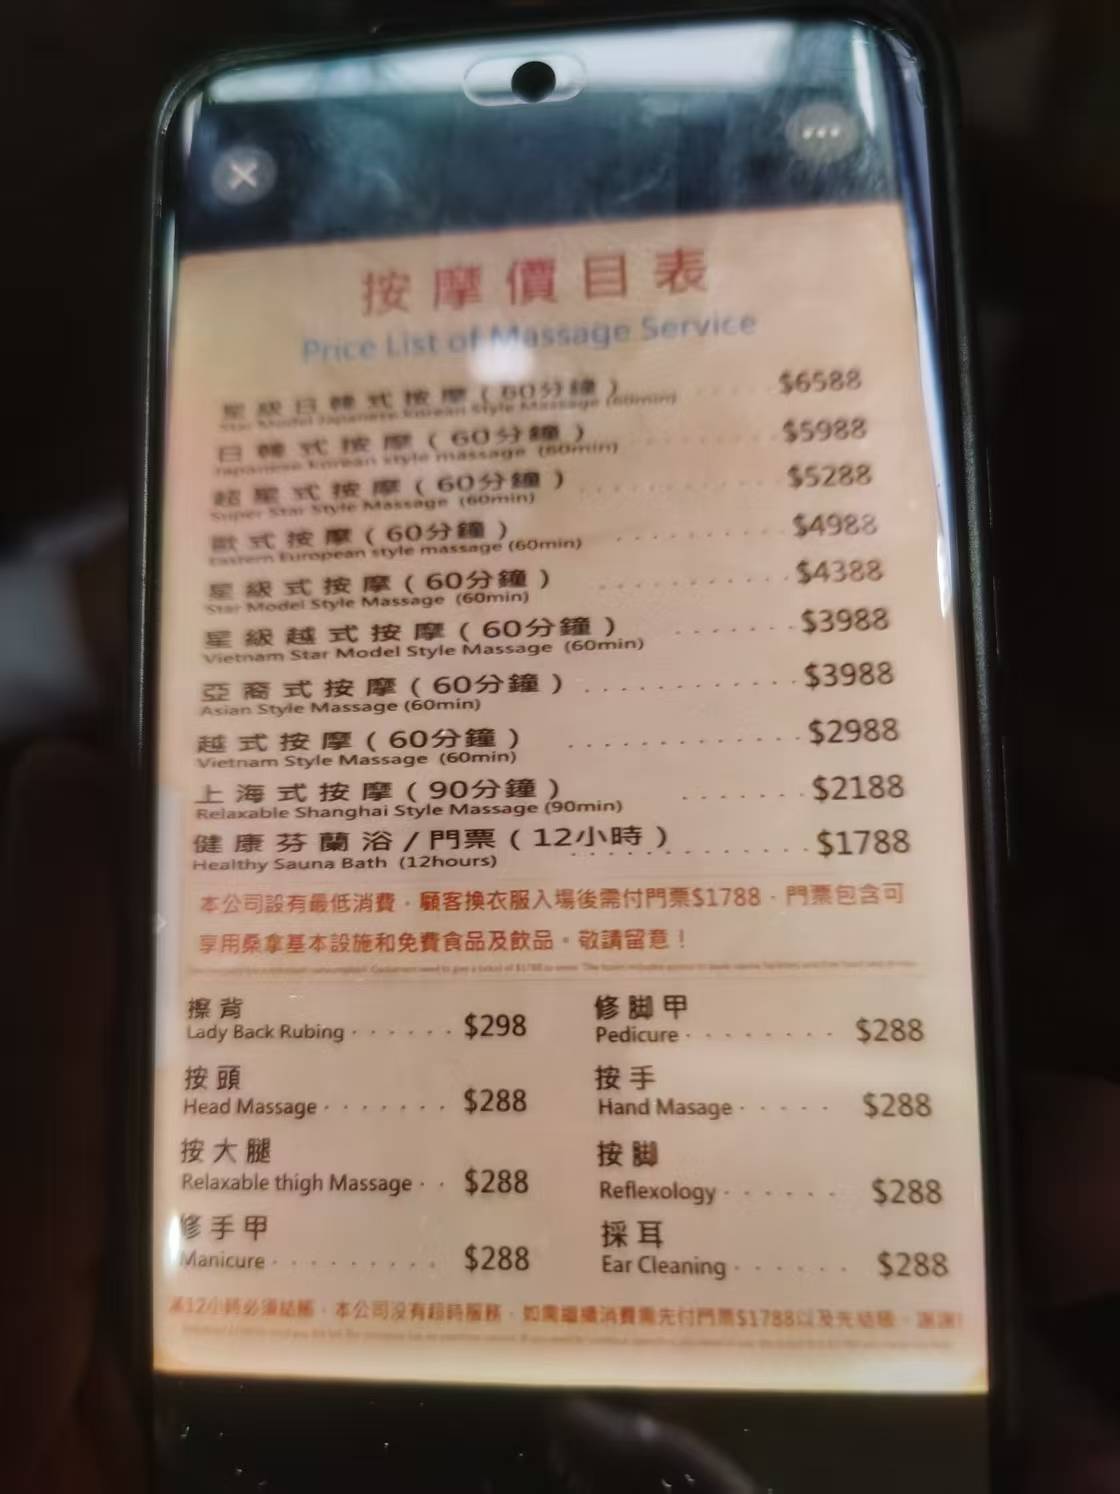 按摩價目表
Price List of Massage Service
星級日韓式按摩（60分鐘） $6588
Star Model Japanese Korean Style Massage (60min)
日韓式按摩（60分鐘） $5988
Japanese Korean style massage (60min)
超星式按摩（60分鐘） $5288
Super Star Style Massage (60min)
歐式按摩（60分鐘） $4988
Eastern European style massage (60min)
星級式按摩（60分鐘） $4388
Star Model Style Massage (60min)
星級越式按摩（60分鐘） $3988
Vietnam Star Model Style Massage (60min)
亞裔式按摩（60分鐘） $3988
Asian Style Massage (60min)
越式按摩（60分鐘） $2988
Vietnam Style Massage (60min)
上海式按摩（90分鐘） $2188
Relaxable Shanghai Style Massage (90min)
健康芬蘭浴/門票（12小時） $1788
Healthy Sauna Bath (12hours)
本公司設有最低消費，顧客換衣服入場後需付門票$1788，門票包含可
享用桑拿基本設施和免費食品及飲品。敬請留意！
擦背 修脚甲
Lady Back Rubing $298 Pedicure $288
按頭 按手
Head Massage $288 Hand Masage $288
按大腿 按脚
Relaxable thigh Massage $288 Reflexology $288
修手甲 採耳
Manicure $288 Ear Cleaning $288
滿12小時必須結賬，本公司没有超時服務，如需繼續消費需先付門票$1788以及先結賬，謝謝!